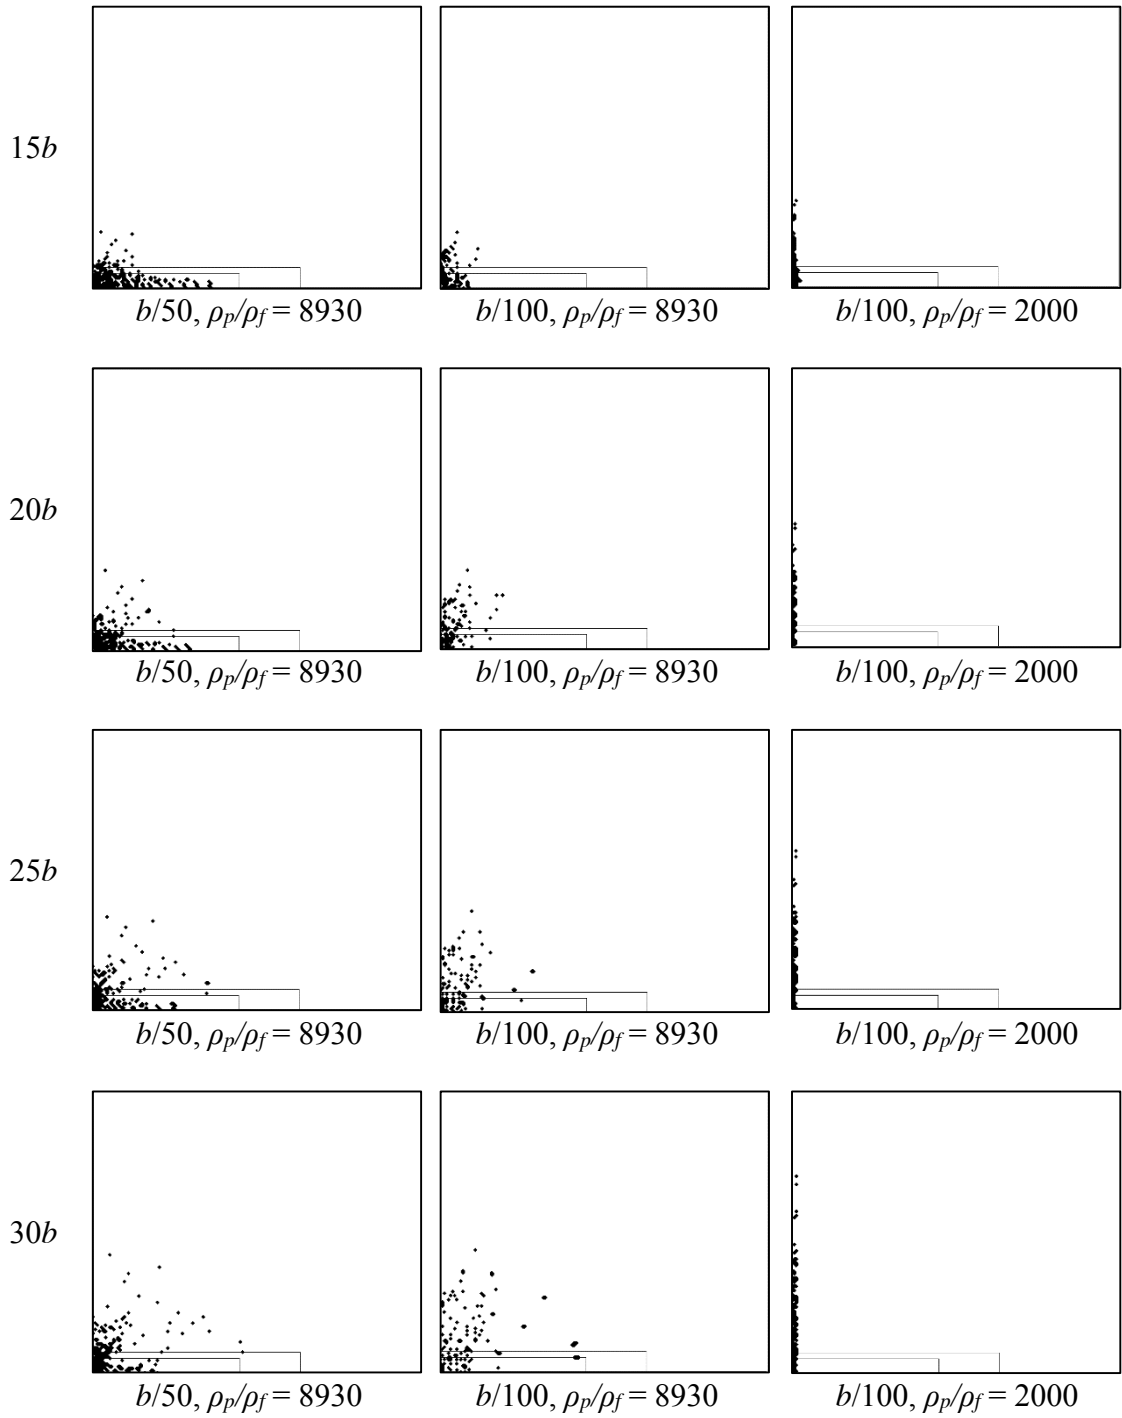 15b
b/50, ρp/ρf = 8930
b/100, ρp/ρf = 8930
b/100, ρp/ρf = 2000
20b
b/50, ρp/ρf = 8930
b/100, ρp/ρf = 8930
b/100, ρp/ρf = 2000
25b
b/50, ρp/ρf = 8930
b/100, ρp/ρf = 8930
b/100, ρp/ρf = 2000
30b
b/50, ρp/ρf = 8930
b/100, ρp/ρf = 8930
b/100, ρp/ρf = 2000